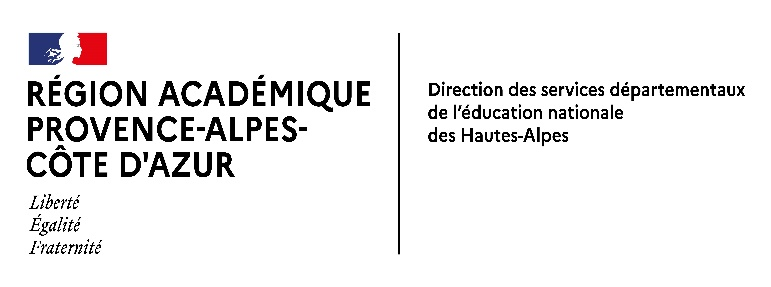 RÉGION ACADÉMIQUE
PROVENCE-ALPES-
CÔTE D'AZUR
Liberté
Égalité
Fraternité
Direction des services départementaux
de l'éducation nationale
des Hautes-Alpes